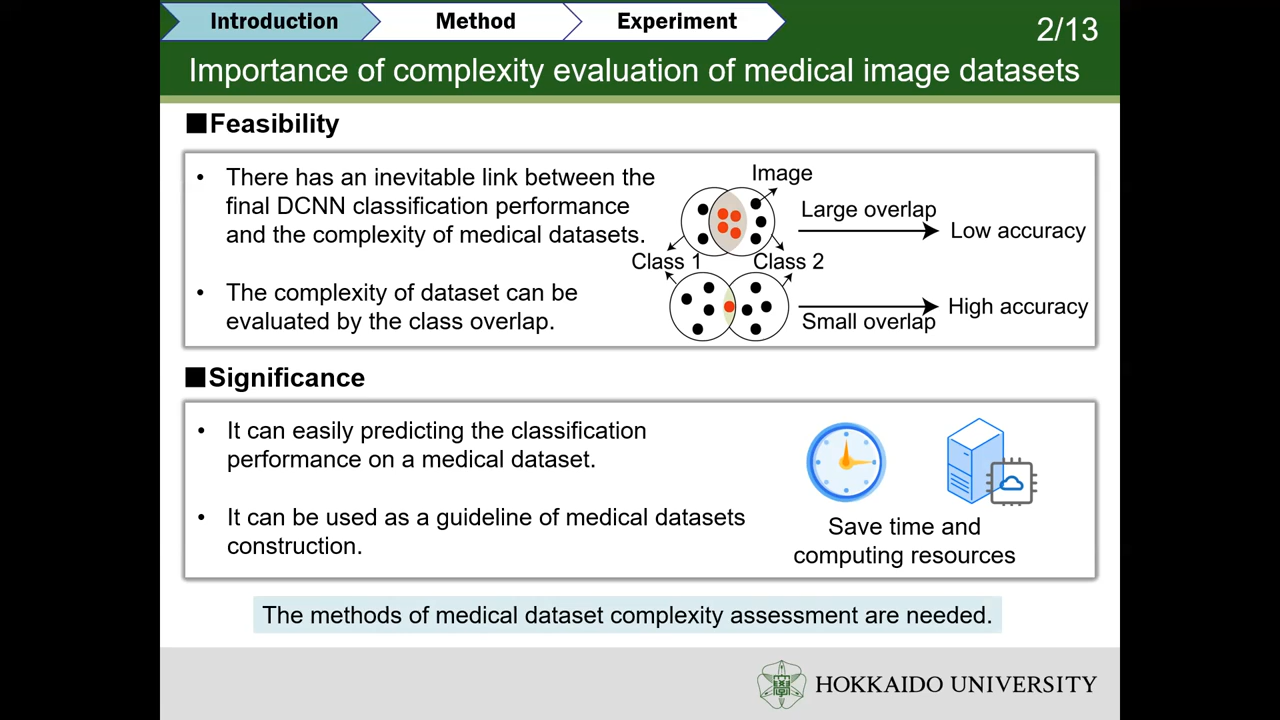 Introduction
Method
Experiment
2/13
Importance of complexity evaluation of medical image datasets
■Feasibility
• There has an inevitable link between the
final DCNN classification performance
and the complexity of medical datasets.
• The complexity of dataset can be
evaluated by the class overlap.
Image
Large overlap
Low accuracy
Class 1
Class 2
Small overlap
High accuracy
■Significance
• It can easily predicting the classification
performance on a medical dataset.
• It can be used as a guideline of medical datasets
construction.
Save time and
computing resources
The methods of medical dataset complexity assessment are needed.
HOKKAIDO UNIVERSITY